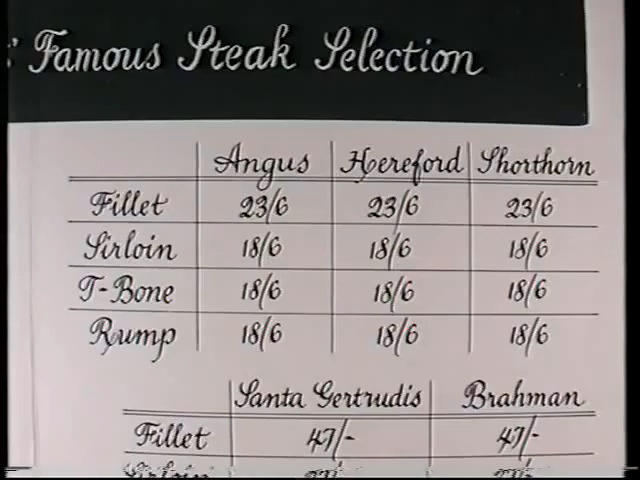 Famous Steak Selection
Angus Hereford Shorthorn
Fillet 23/6 23/6 23/6
Sirloin 18/6 18/6 18/6
T-Bone 18/6 18/6 18/6
Rump 18/6 18/6 18/6
Santa Gertrudis Brahman
Fillet 47/- 47/-